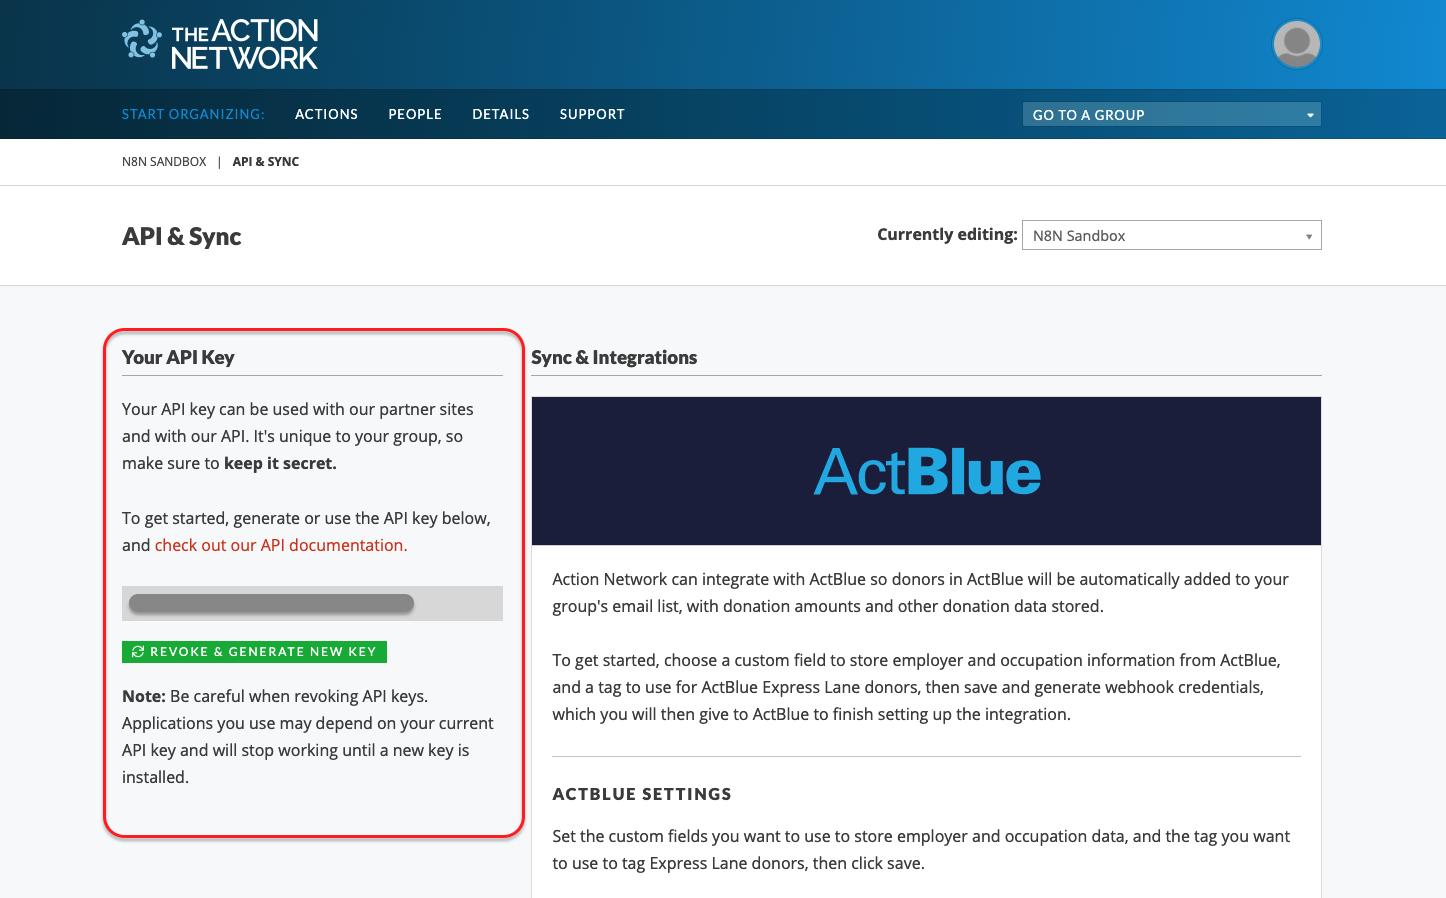 THE ACTION
NETWORK
START ORGANIZING: ACTIONS PEOPLE DETAILS SUPPORT GO TO A GROUP
N8N SANDBOX | API & SYNC
API & Sync
Currently editing: N8N Sandbox
Your API Key
Your API key can be used with our partner sites
and with our API. It's unique to your group, so
make sure to keep it secret.
To get started, generate or use the API key below,
and check out our API documentation.
REVOKE & GENERATE NEW KEY
Note: Be careful when revoking API keys.
Applications you use may depend on your current
API key and will stop working until a new key is
installed.
Sync & Integrations
ActBlue
Action Network can integrate with ActBlue so donors in ActBlue will be automatically added to your
group's email list, with donation amounts and other donation data stored.
To get started, choose a custom field to store employer and occupation information from ActBlue,
and a tag to use for ActBlue Express Lane donors, then save and generate webhook credentials,
which you will then give to ActBlue to finish setting up the integration.
ACTBLUE SETTINGS
Set the custom fields you want to use to store employer and occupation data, and the tag you want
to use to tag Express Lane donors, then click save.